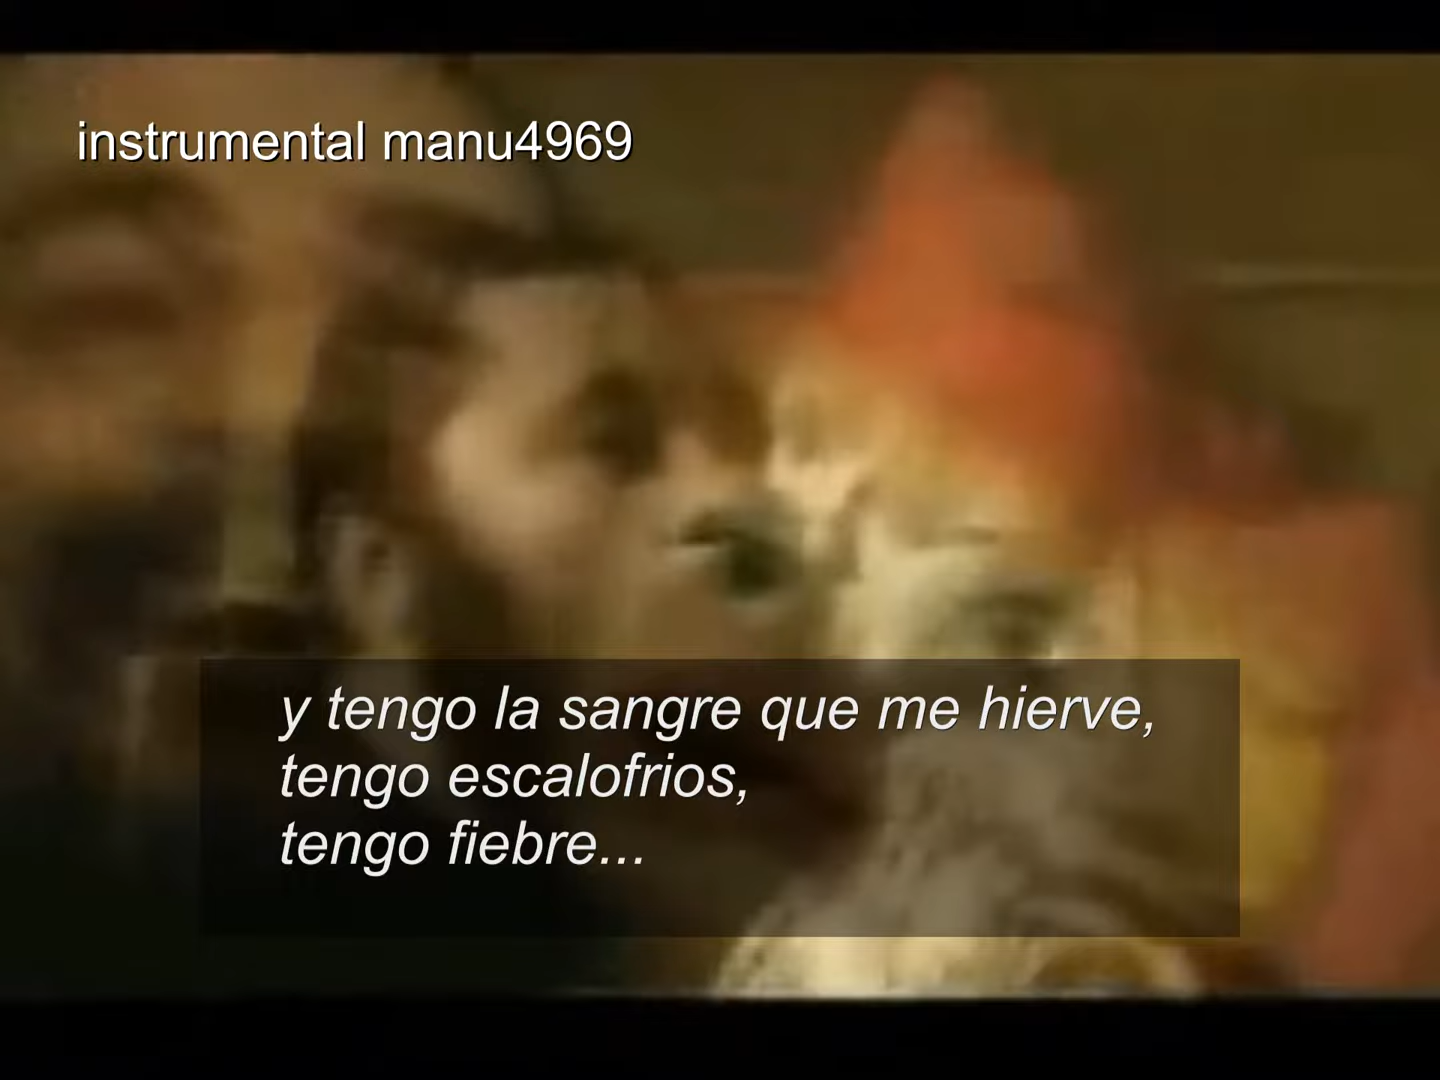 instrumental manu4969
y tengo la sangre que me hierve,
tengo escalofrios,
tengo fiebre...